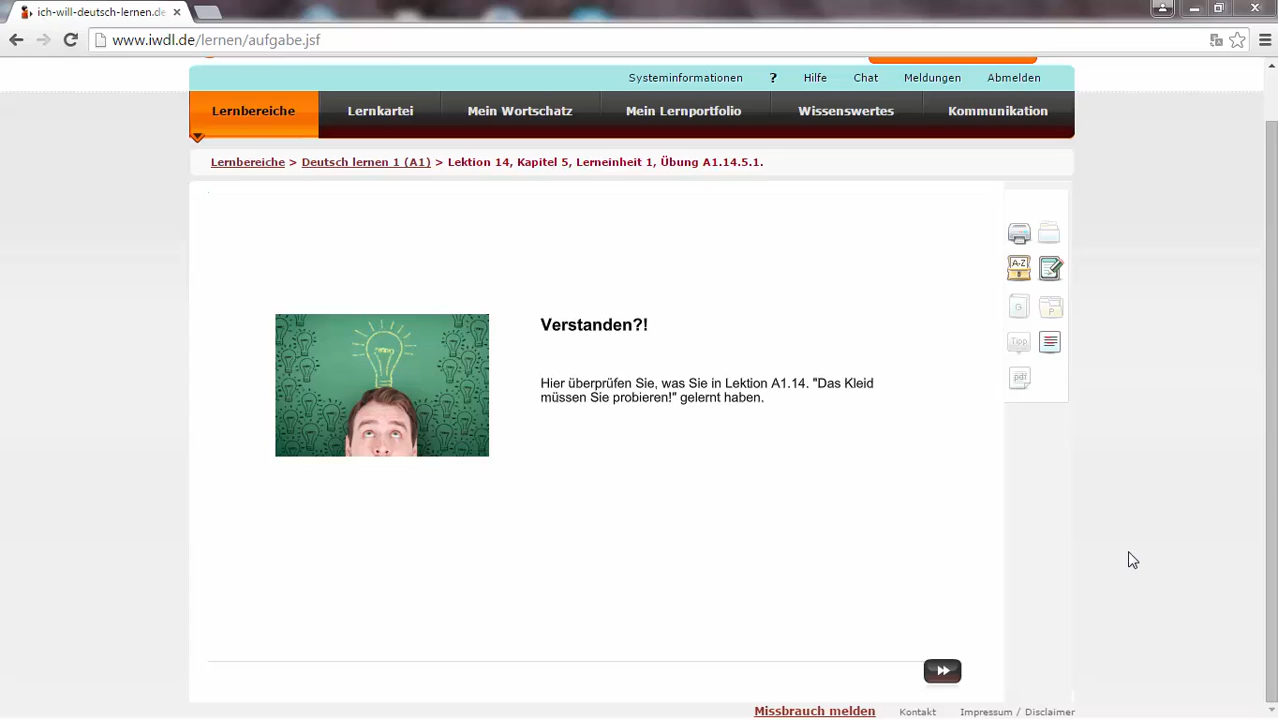 ich-will-deutsch-lernen.de
www.iwdl.de/lernen/aufgabe.jsf
Systeminformationen ? Hilfe Chat Meldungen Abmelden
Lernbereiche Lernkartei Mein Wortschatz Mein Lernportfolio Wissenswertes Kommunikation
Lernbereiche > Deutsch lernen 1 (A1) > Lektion 14, Kapitel 5, Lerneinheit 1, Übung A1.14.5.1.
A-Z
G P
Tipp
pdf
Verstanden?!
Hier überprüfen Sie, was Sie in Lektion A1.14. "Das Kleid
müssen Sie probieren!" gelernt haben.
Missbrauch melden Kontakt Impressum / Disclaimer